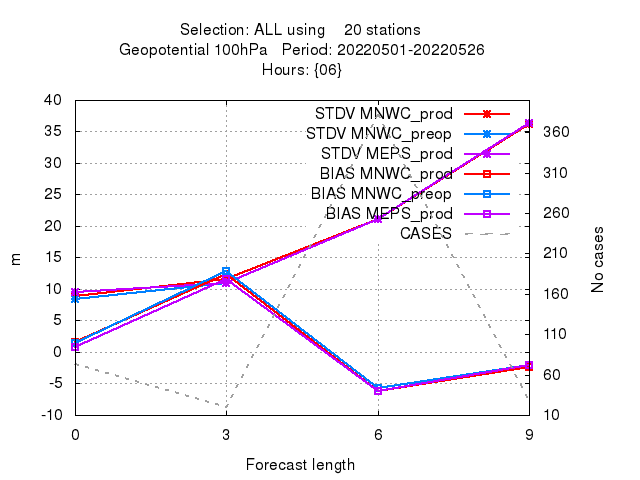 Selection: ALL using 20 stations
Geopotential 100hPa Period: 20220501-20220526
Hours: {06}
STDV MNWC_prod
STDV MNWC_preop
STDV MEPS_prod
BIAS MNWC_prod
BIAS MNWC_preop
BIAS MEPS_prod
CASES
40
35
30
25
20
15
10
5
0
-5
-10
m
360
310
260
210
160
110
60
10
No cases
0 3 6 9
Forecast length